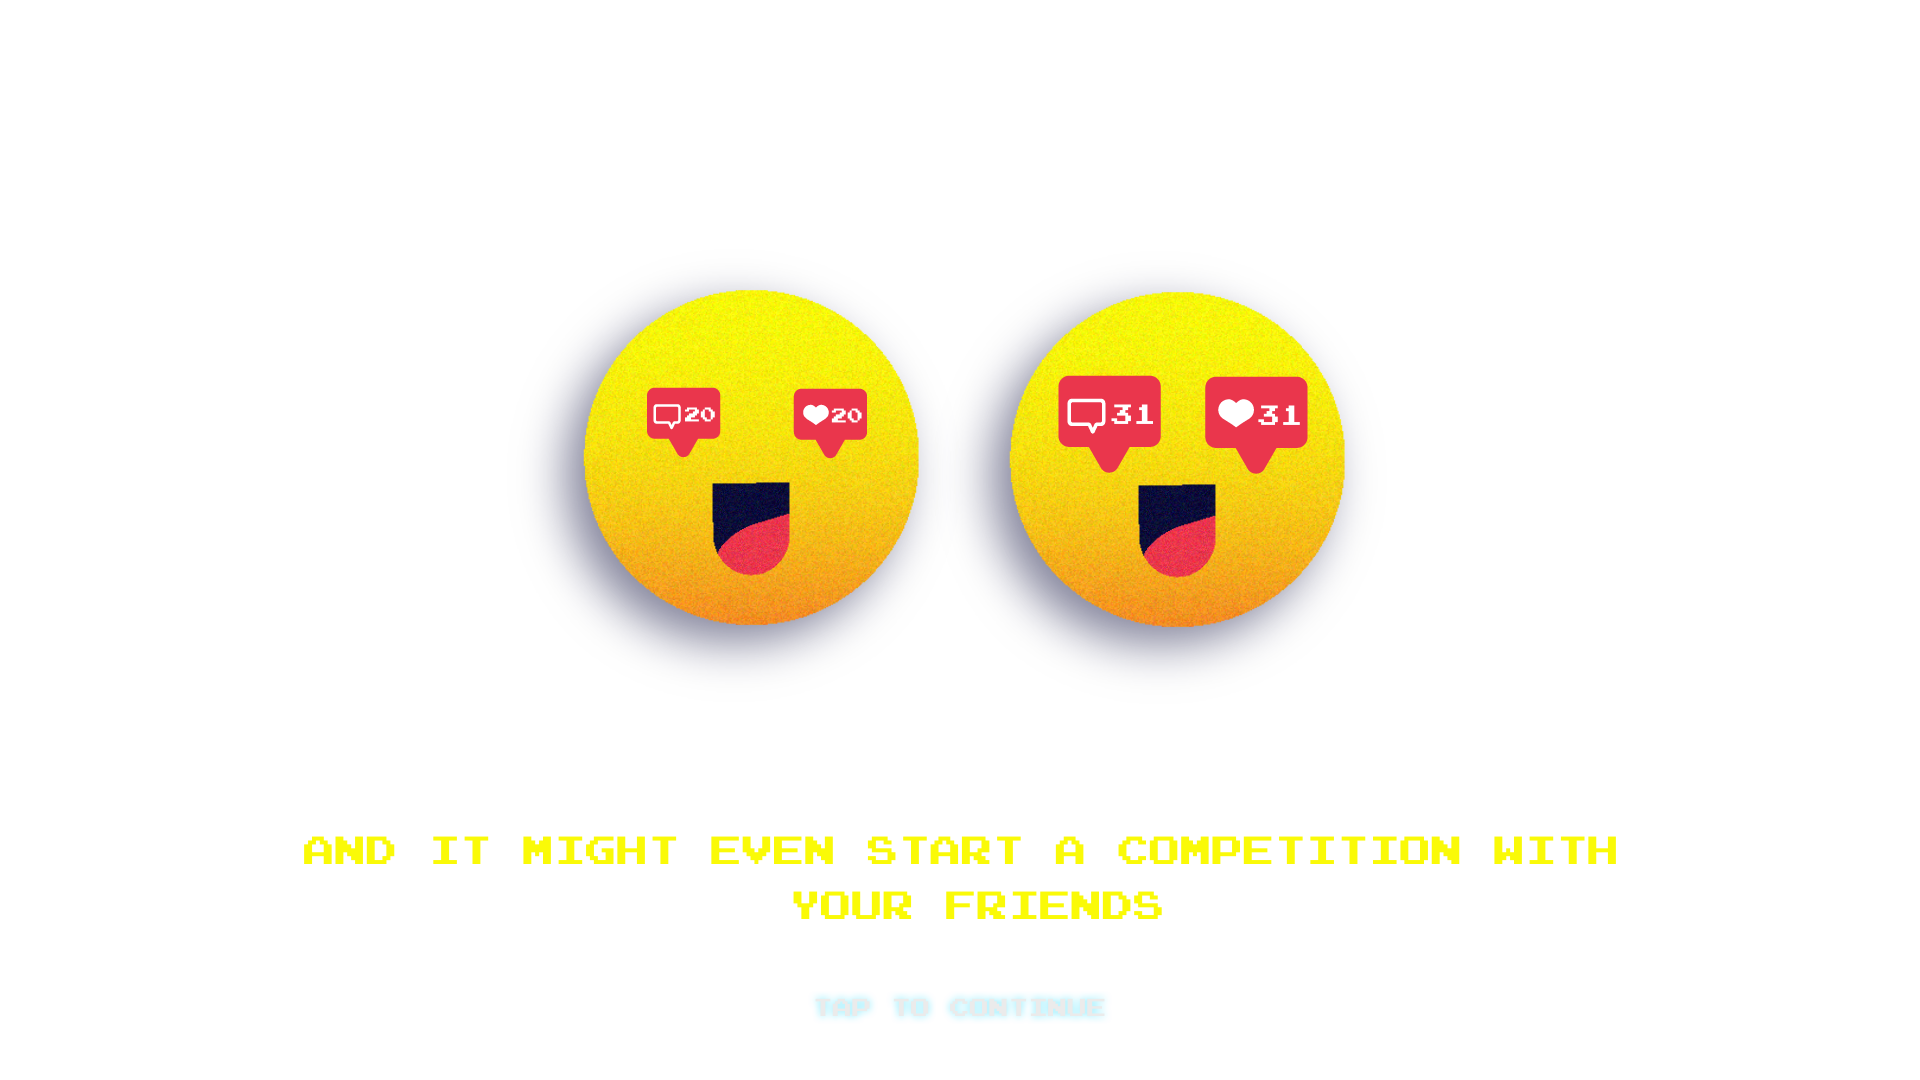 20 20 31 31
AND IT MIGHT EVEN START A COMPETITION WITH
YOUR FRIENDS
TAP TO CONTINUE